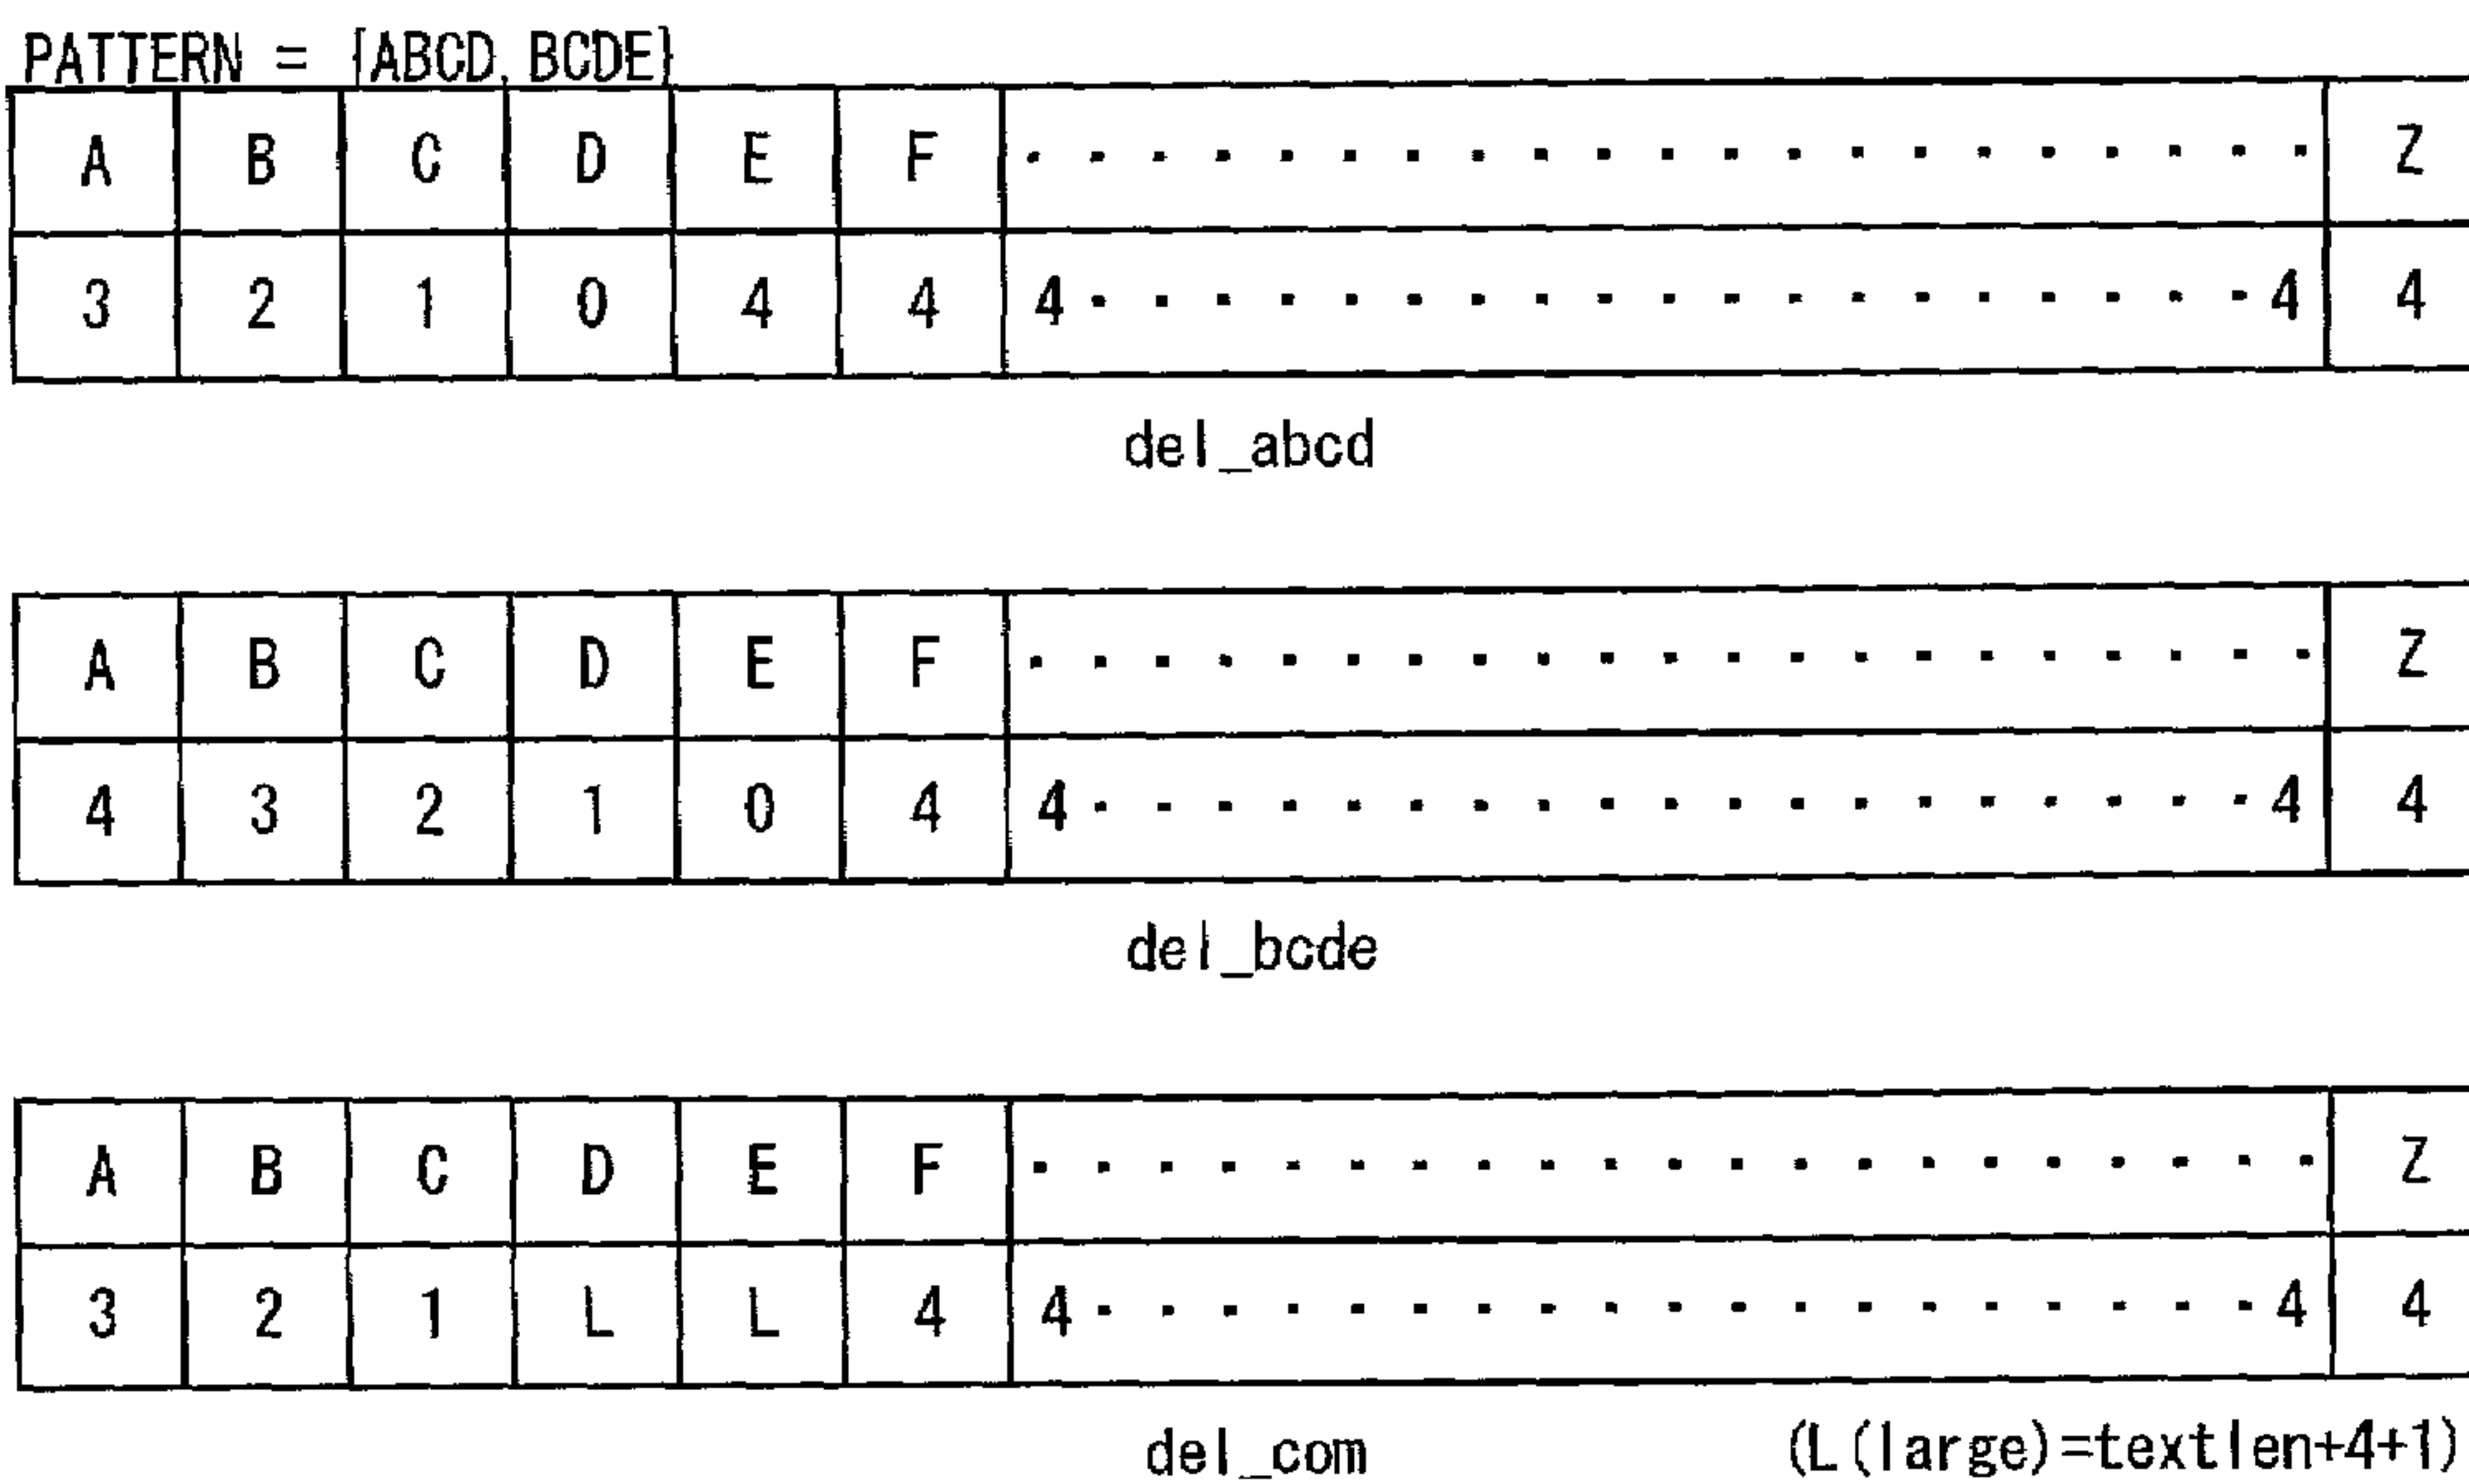 PATTERN = {ABCD, BCDE}
A B C D E F · · · · · · · · · · · · · · · · · · · · · Z
3 2 1 0 4 4 4 · · · · · · · · · · · · · · · · · · · 4 4
del_abcd
A B C D E F · · · · · · · · · · · · · · · · · · · · · Z
4 3 2 1 0 4 4 · · · · · · · · · · · · · · · · · · · 4 4
del_bcde
A B C D E F · · · · · · · · · · · · · · · · · · · · · Z
3 2 1 L L 4 4 · · · · · · · · · · · · · · · · · · · 4 4
del_com (L(large)=textlen+4+1)